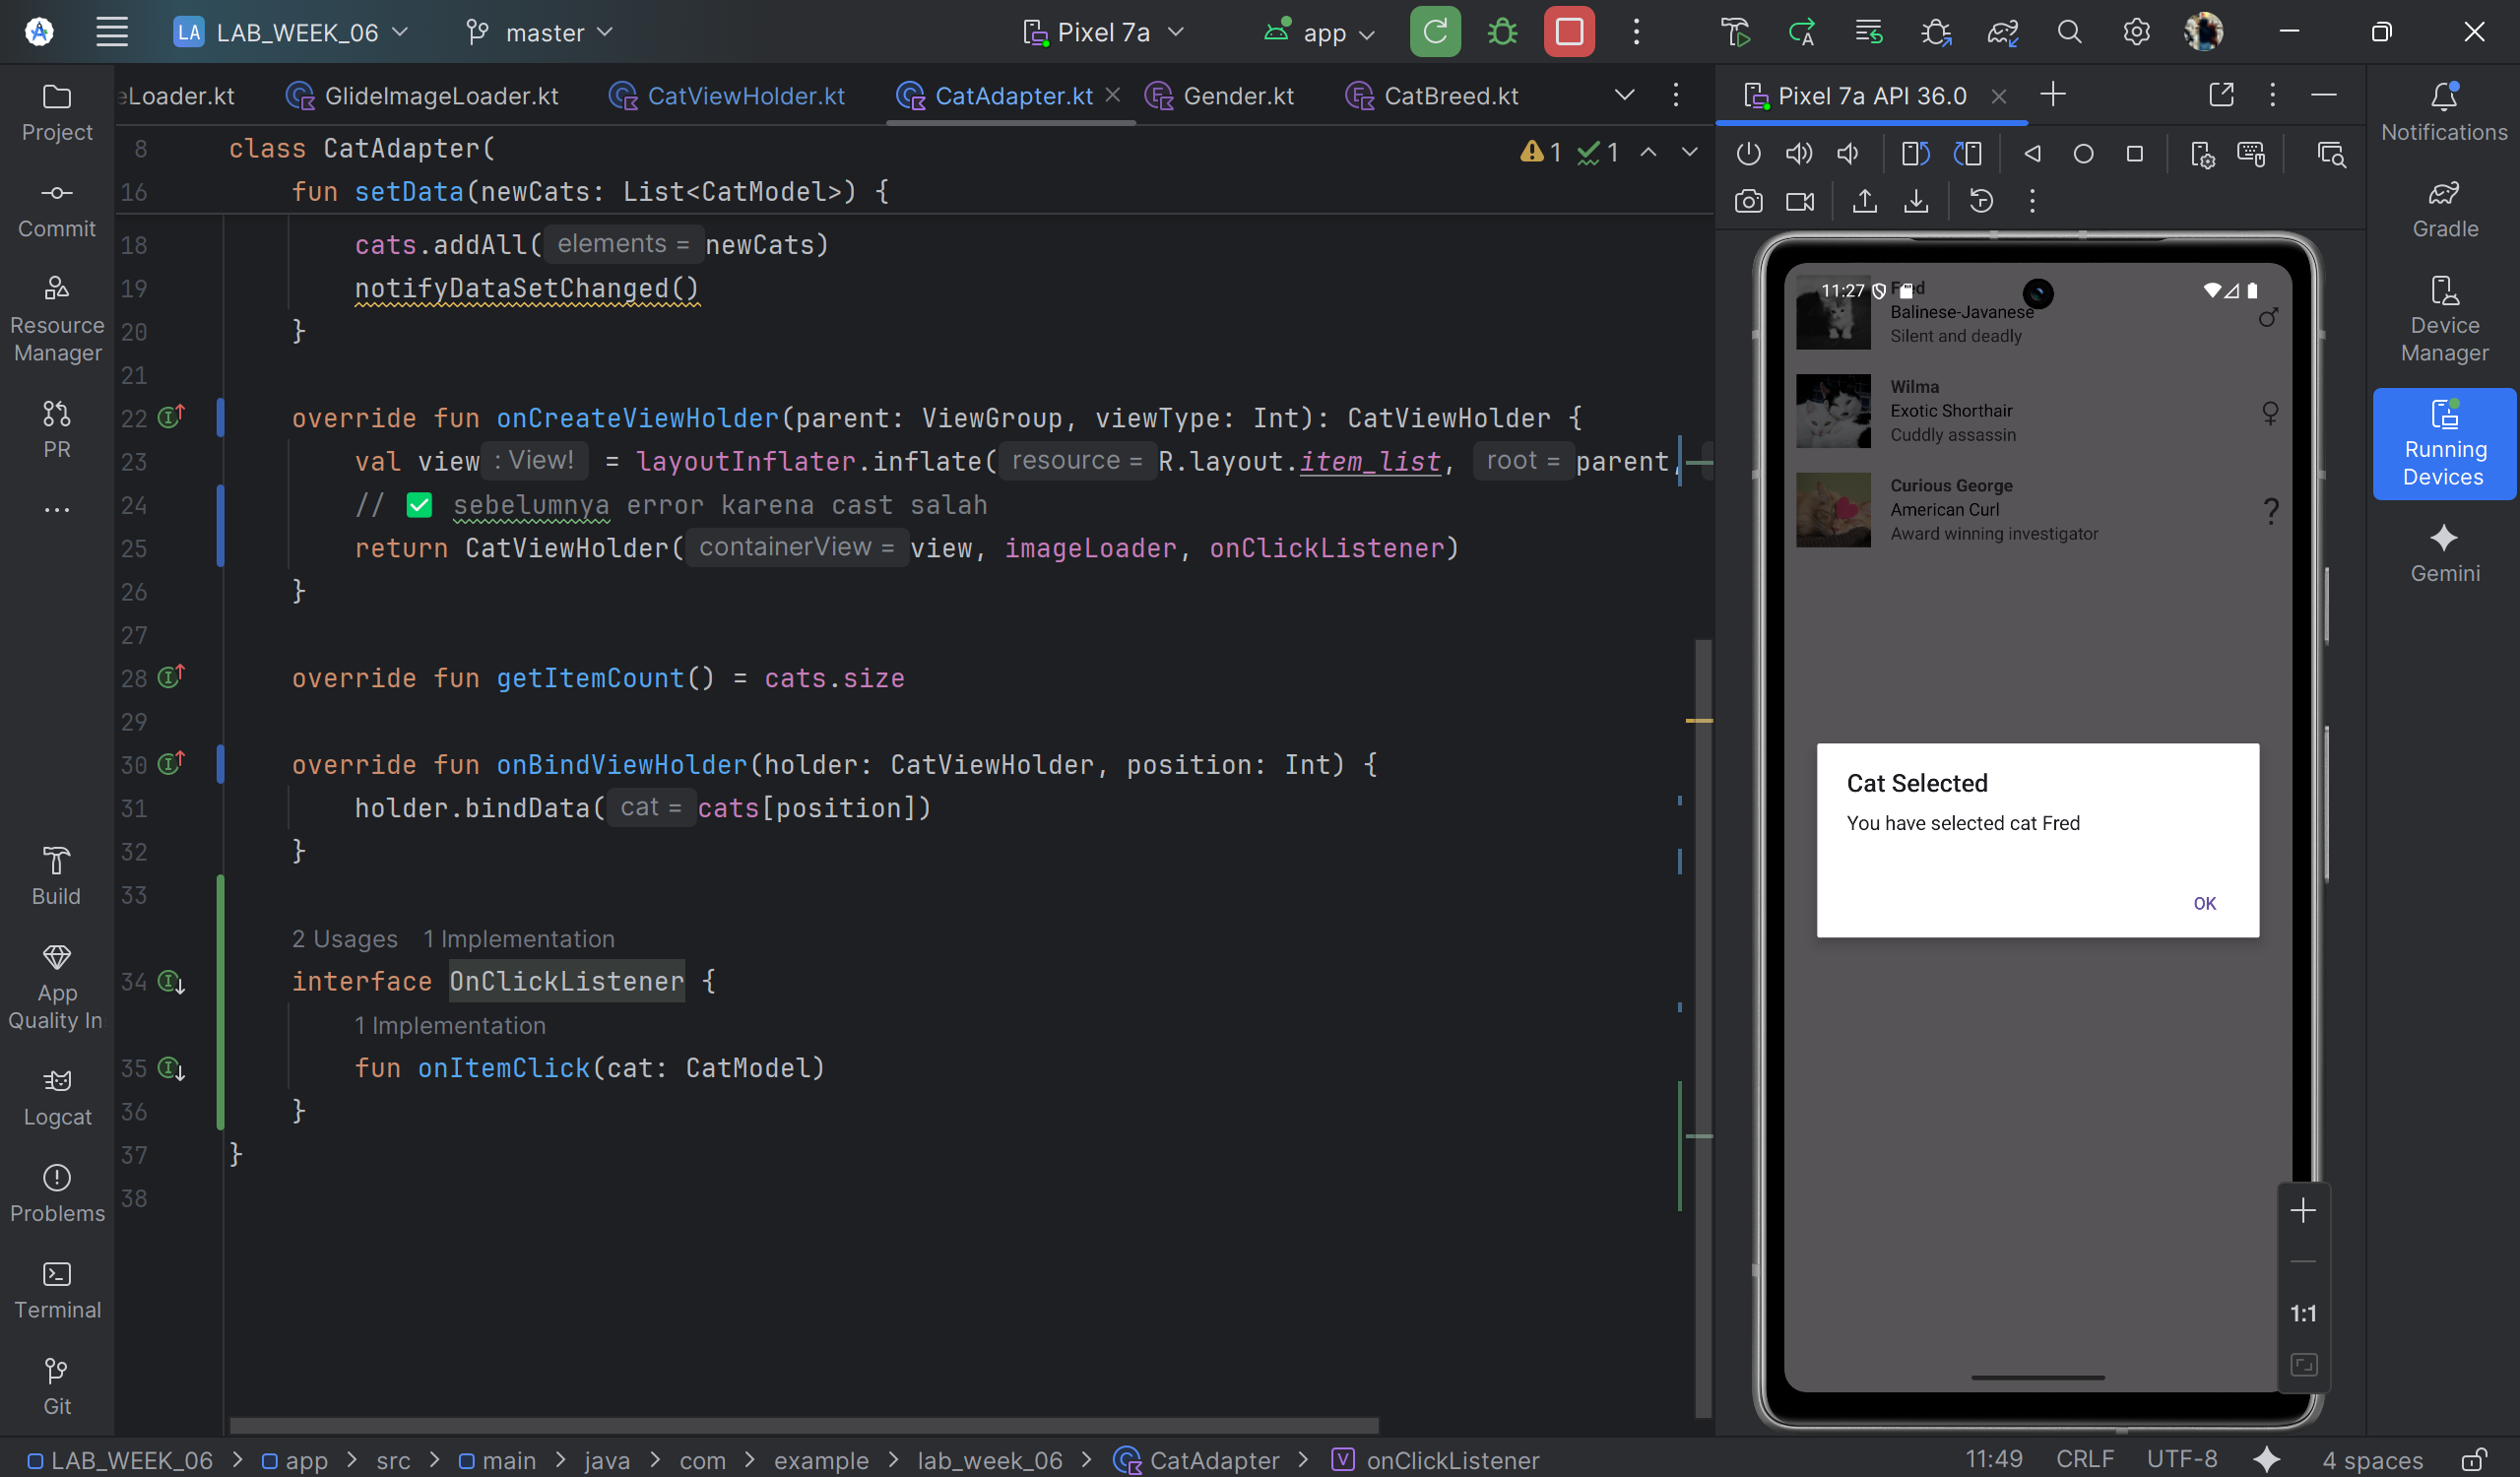 LA LAB_WEEK_06 master Pixel 7a app
eLoader.kt GlideImageLoader.kt CatViewHolder.kt CatAdapter.kt Gender.kt CatBreed.kt
Pixel 7a API 36.0
Project
Commit
Resource
Manager
PR
Build
App
Quality In
Logcat
Problems
Terminal
Git
1 1
8 class CatAdapter(
16 fun setData(newCats: List<CatModel>) {
18 cats.addAll( elements = newCats)
19 notifyDataSetChanged()
20 }
21
22 override fun onCreateViewHolder(parent: ViewGroup, viewType: Int): CatViewHolder {
23 val view : View! = layoutInflater.inflate( resource = R.layout.item_list, root = parent,
24 // ✅ sebelumnya error karena cast salah
25 return CatViewHolder( containerView = view, imageLoader, onClickListener)
26 }
27
28 override fun getItemCount() = cats.size
29
30 override fun onBindViewHolder(holder: CatViewHolder, position: Int) {
31 holder.bindData( cat = cats[position])
32 }
33
2 Usages 1 Implementation
34 interface OnClickListener {
1 Implementation
35 fun onItemClick(cat: CatModel)
36 }
37 }
38
11:27 Fred
Balinese-Javanese
Silent and deadly
Wilma
Exotic Shorthair
Cuddly assassin
Curious George
American Curl
Award winning investigator
?
Cat Selected
You have selected cat Fred
OK
1:1
Notifications
Gradle
Device
Manager
Running
Devices
Gemini
LAB_WEEK_06 > app > src > main > java > com > example > lab_week_06 > CatAdapter > onClickListener 11:49 CRLF UTF-8 4 spaces